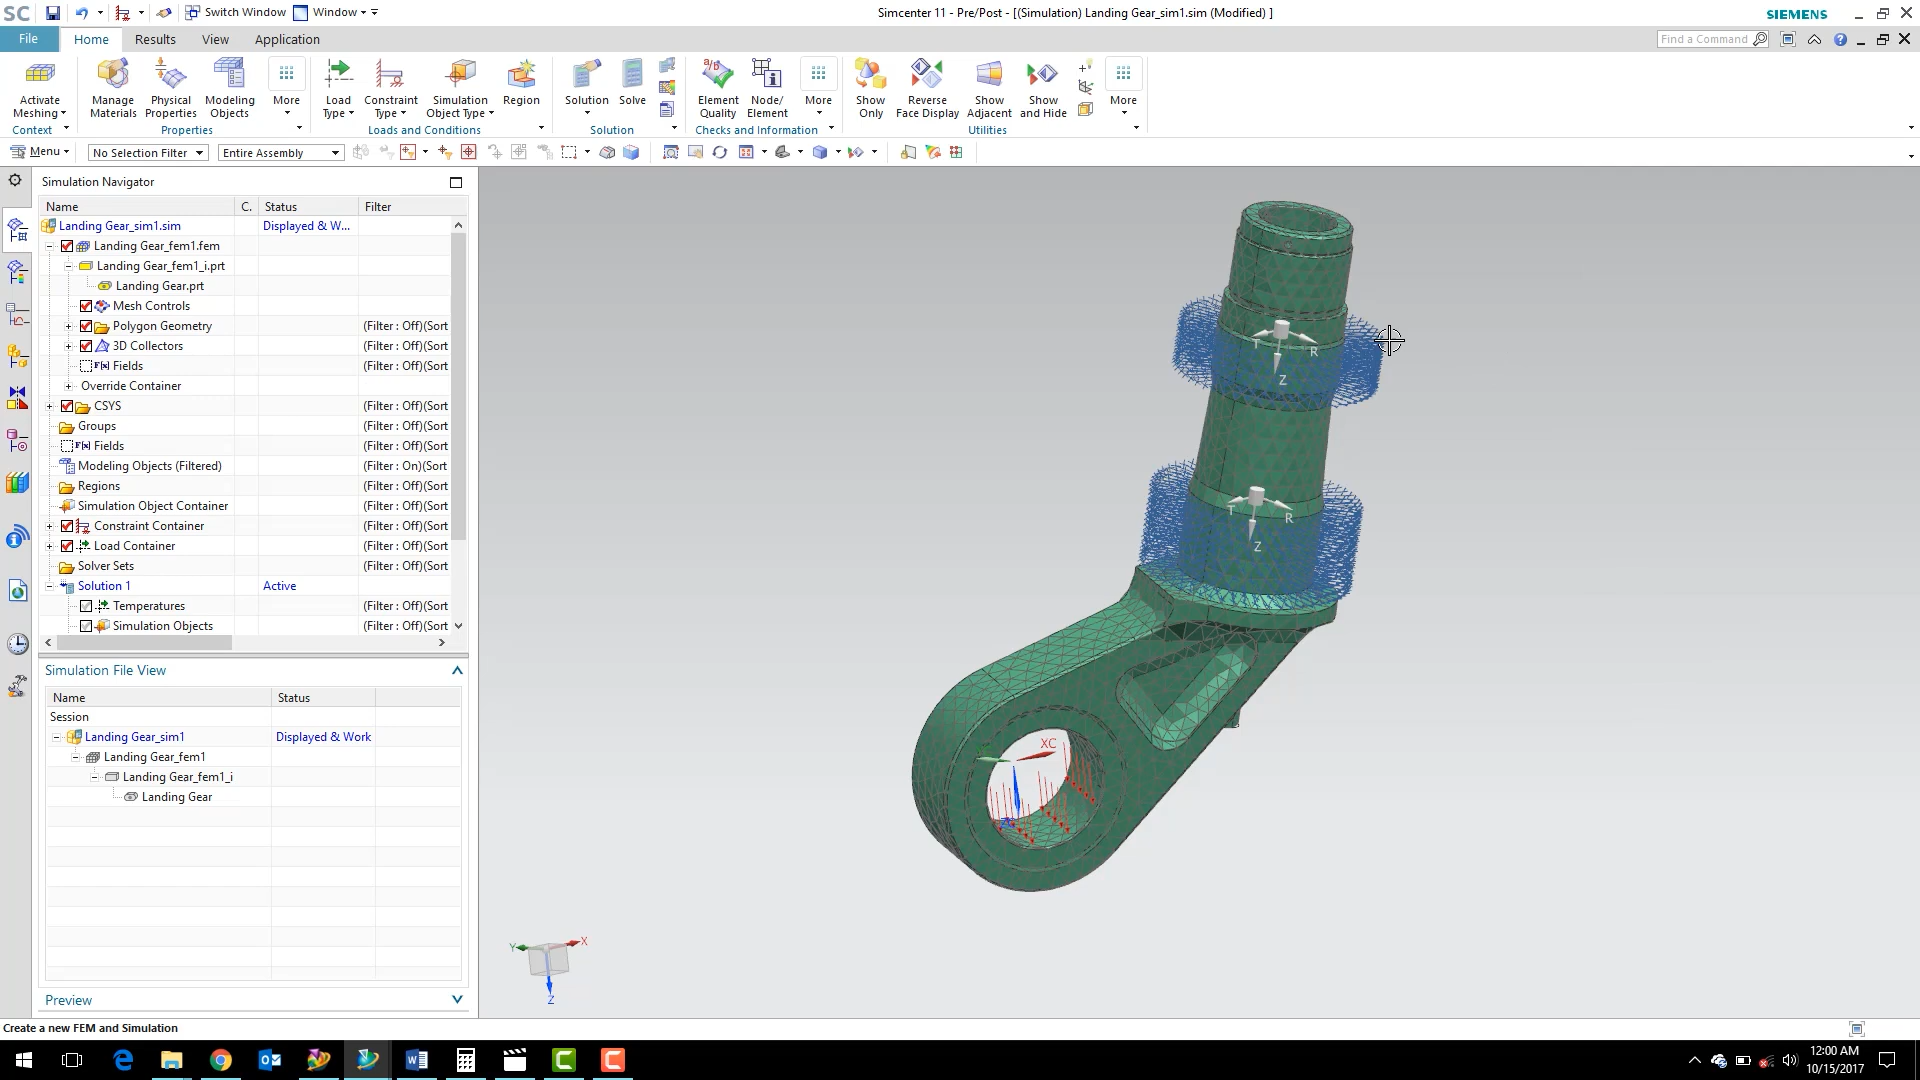 SC Switch Window Window Simcenter 11 - Pre/Post - [(Simulation) Landing Gear_sim1.sim (Modified) ] SIEMENS
File Home Results View Application Find a Command
Activate Meshing Manage Materials Physical Properties Modeling Objects More Load Type Constraint Type Simulation Object Type Region Solution Solve Element Quality Node/Element More Show Only Reverse Face Display Show Adjacent Show and Hide More
Context Properties Loads and Conditions Solution Checks and Information Utilities
Menu No Selection Filter Entire Assembly
Simulation Navigator
Name C. Status Filter
Landing Gear_sim1.sim Displayed & W...
Landing Gear_fem1.fem
Landing Gear_fem1_i.prt
Landing Gear.prt
Mesh Controls
Polygon Geometry (Filter : Off)(Sort
3D Collectors (Filter : Off)(Sort
Fields (Filter : Off)(Sort
Override Container (Filter : Off)(Sort
CSYS (Filter : Off)(Sort
Groups (Filter : Off)(Sort
Fields (Filter : Off)(Sort
Modeling Objects (Filtered) (Filter : On)(Sort
Regions (Filter : Off)(Sort
Simulation Object Container (Filter : Off)(Sort
Constraint Container (Filter : Off)(Sort
Load Container (Filter : Off)(Sort
Solver Sets (Filter : Off)(Sort
Solution 1 Active
Temperatures (Filter : Off)(Sort
Simulation Objects (Filter : Off)(Sort
Simulation File View
Name Status
Session
Landing Gear_sim1 Displayed & Work
Landing Gear_fem1
Landing Gear_fem1_i
Landing Gear
Preview
T R
Z
T R
Z
XC
Y X
Z
Create a new FEM and Simulation
12:00 AM
10/15/2017